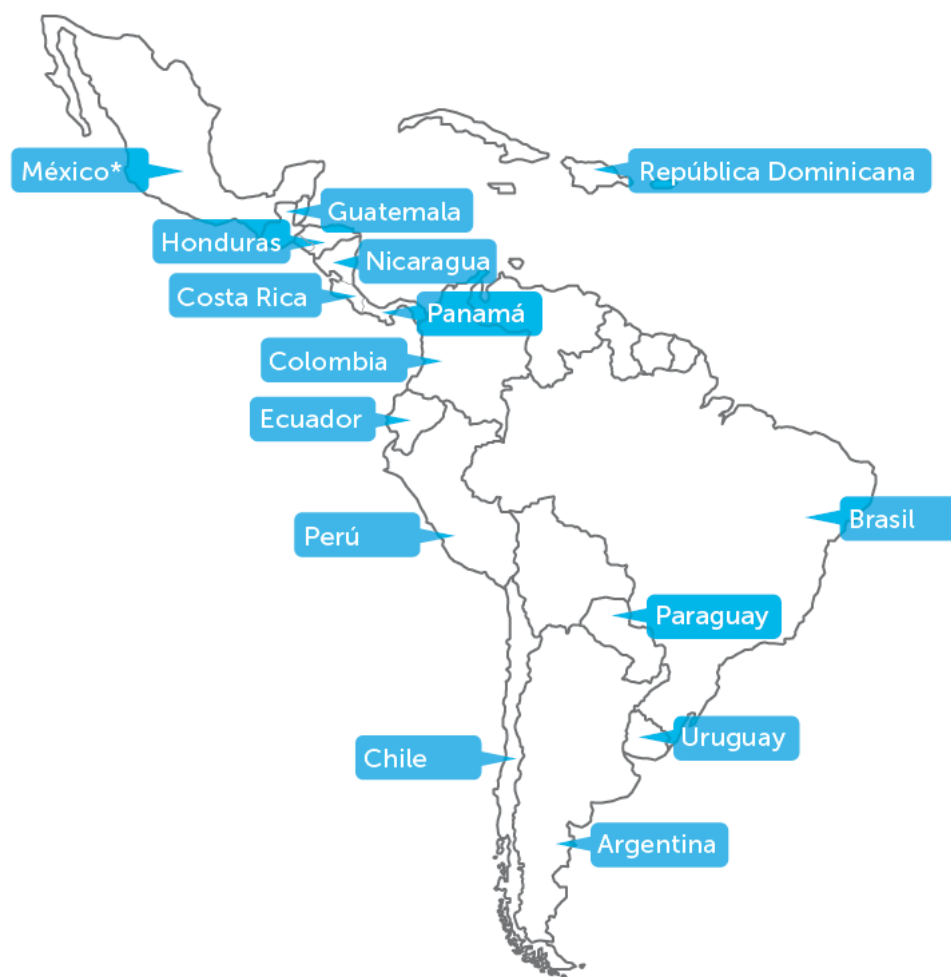 México*
República Dominicana
Guatemala
Honduras
Nicaragua
Costa Rica
Panamá
Colombia
Ecuador
Brasil
Perú
Paraguay
Uruguay
Chile
Argentina